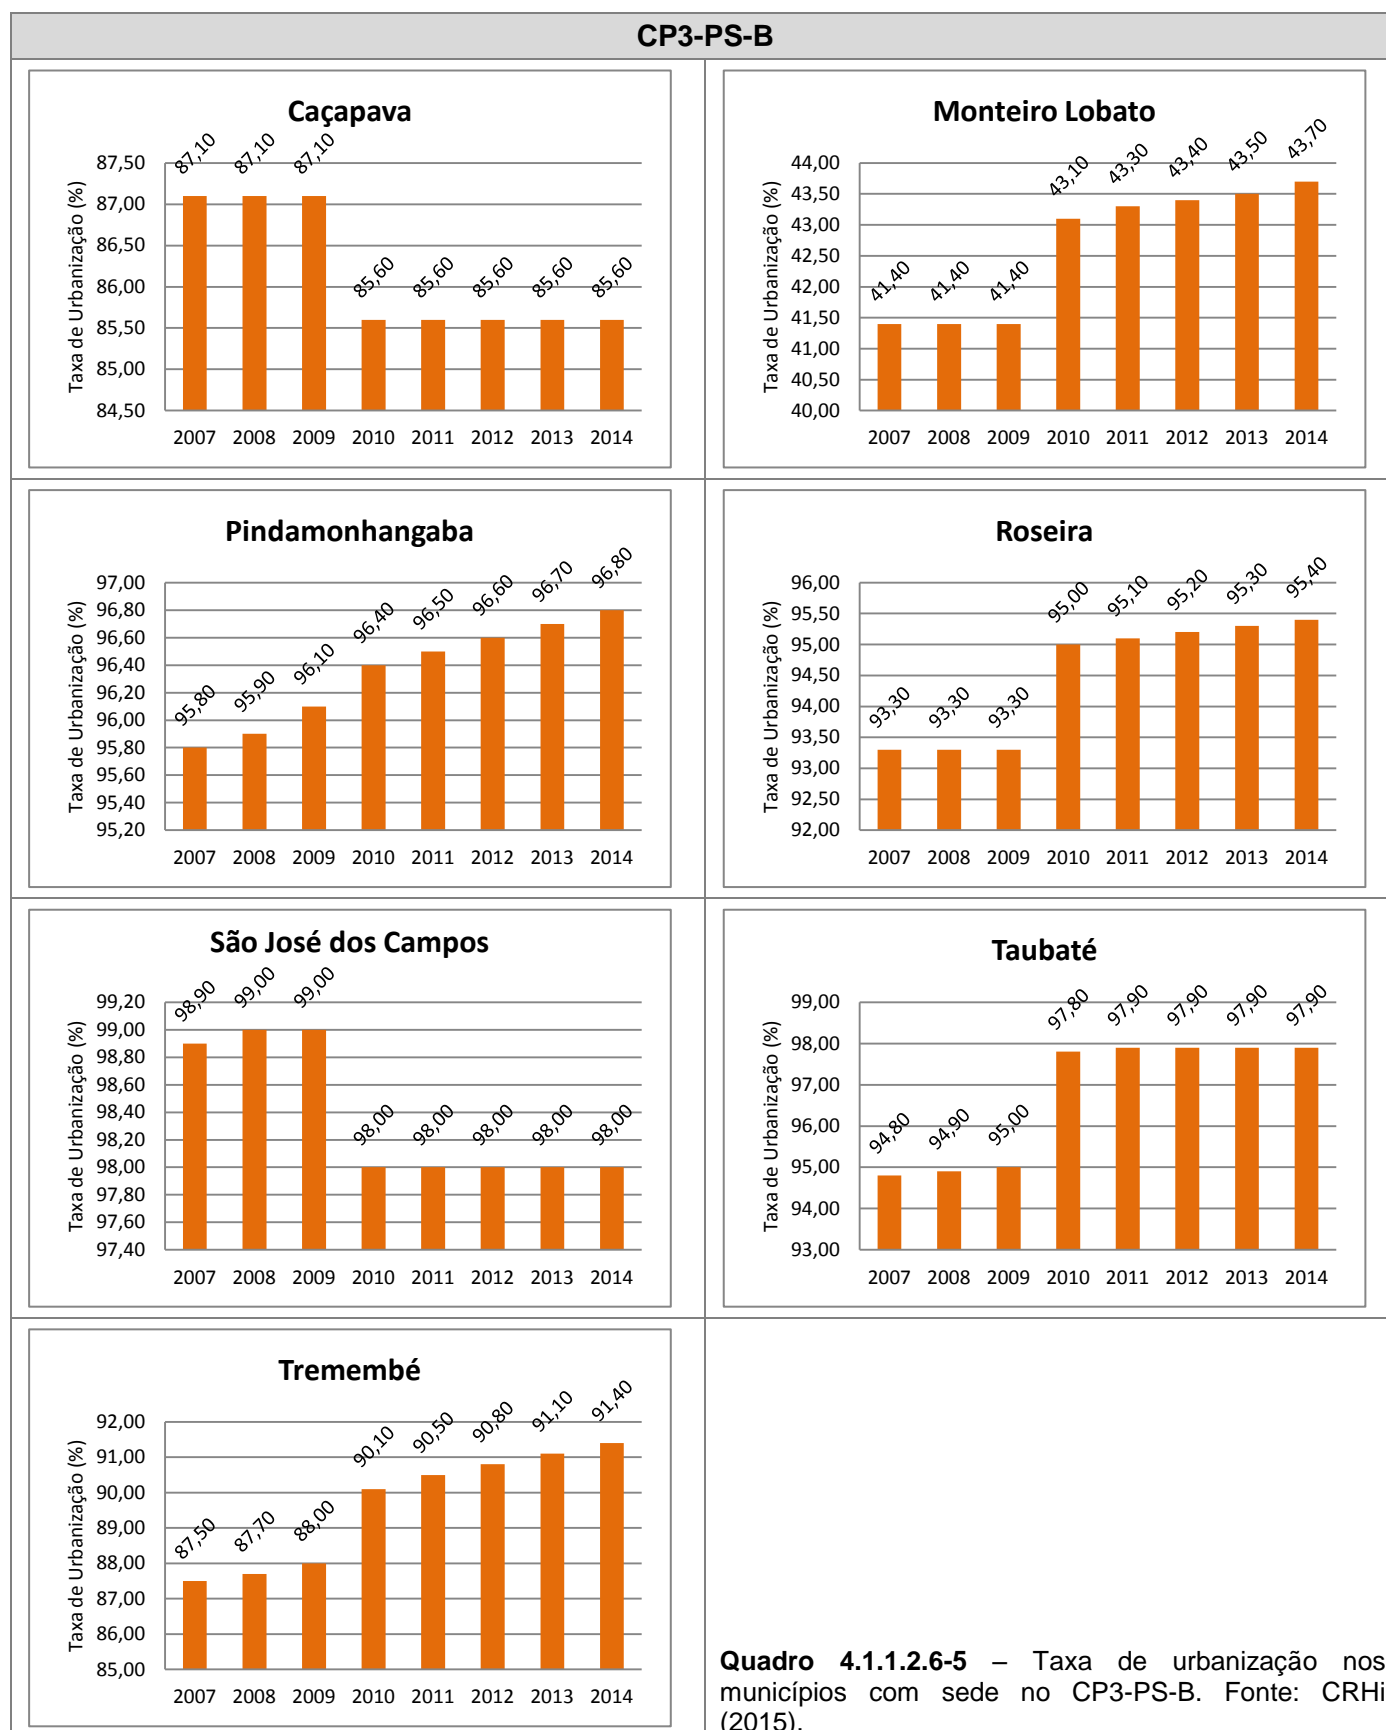 CP3-PS-B
Caçapava
Taxa de Urbanização (%)
87,50
87,00
86,50
86,00
85,50
85,00
84,50
87,10 87,10 87,10 85,60 85,60 85,60 85,60 85,60
2007 2008 2009 2010 2011 2012 2013 2014
Monteiro Lobato
Taxa de Urbanização (%)
44,00
43,50
43,00
42,50
42,00
41,50
41,00
40,50
40,00
41,40 41,40 41,40 43,10 43,30 43,40 43,50 43,70
2007 2008 2009 2010 2011 2012 2013 2014
Pindamonhangaba
Taxa de Urbanização (%)
97,00
96,80
96,60
96,40
96,20
96,00
95,80
95,60
95,40
95,20
95,80 95,90 96,10 96,40 96,50 96,60 96,70 96,80
2007 2008 2009 2010 2011 2012 2013 2014
Roseira
Taxa de Urbanização (%)
96,00
95,50
95,00
94,50
94,00
93,50
93,00
92,50
92,00
93,30 93,30 93,30 95,00 95,10 95,20 95,30 95,40
2007 2008 2009 2010 2011 2012 2013 2014
São José dos Campos
Taxa de Urbanização (%)
99,20
99,00
98,80
98,60
98,40
98,20
98,00
97,80
97,60
97,40
98,90 99,00 99,00 98,00 98,00 98,00 98,00 98,00
2007 2008 2009 2010 2011 2012 2013 2014
Taubaté
Taxa de Urbanização (%)
99,00
98,00
97,00
96,00
95,00
94,00
93,00
94,80 94,90 95,00 97,80 97,90 97,90 97,90 97,90
2007 2008 2009 2010 2011 2012 2013 2014
Tremembé
Taxa de Urbanização (%)
92,00
91,00
90,00
89,00
88,00
87,00
86,00
85,00
87,50 87,70 88,00 90,10 90,50 90,80 91,10 91,40
2007 2008 2009 2010 2011 2012 2013 2014
Quadro 4.1.1.2.6-5 – Taxa de urbanização nos
municípios com sede no CP3-PS-B. Fonte: CRHi
(2015).